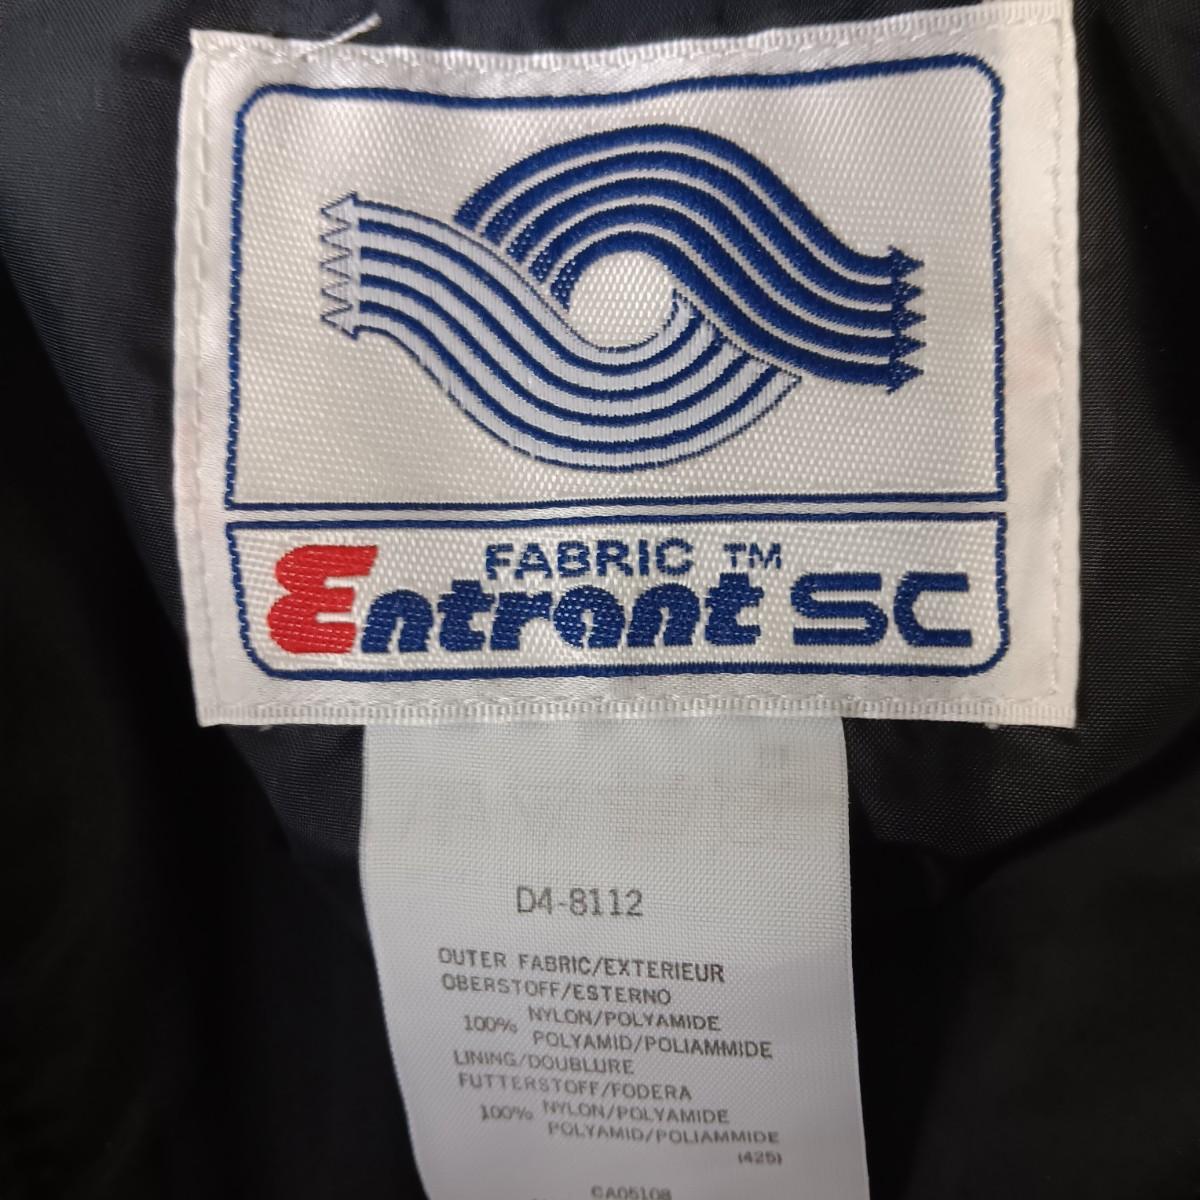 FABRIC ™
Entrant SC
D4-8112
OUTER FABRIC/EXTERIEUR
OBERSTOFF/ESTERNO
100% NYLON/POLYAMIDE
POLYAMID/POLIAMMIDE
LINING/DOUBLURE
FUTTERSTOFF/FODERA
100% NYLON/POLYAMIDE
POLYAMID/POLIAMMIDE
(425)
CA05108